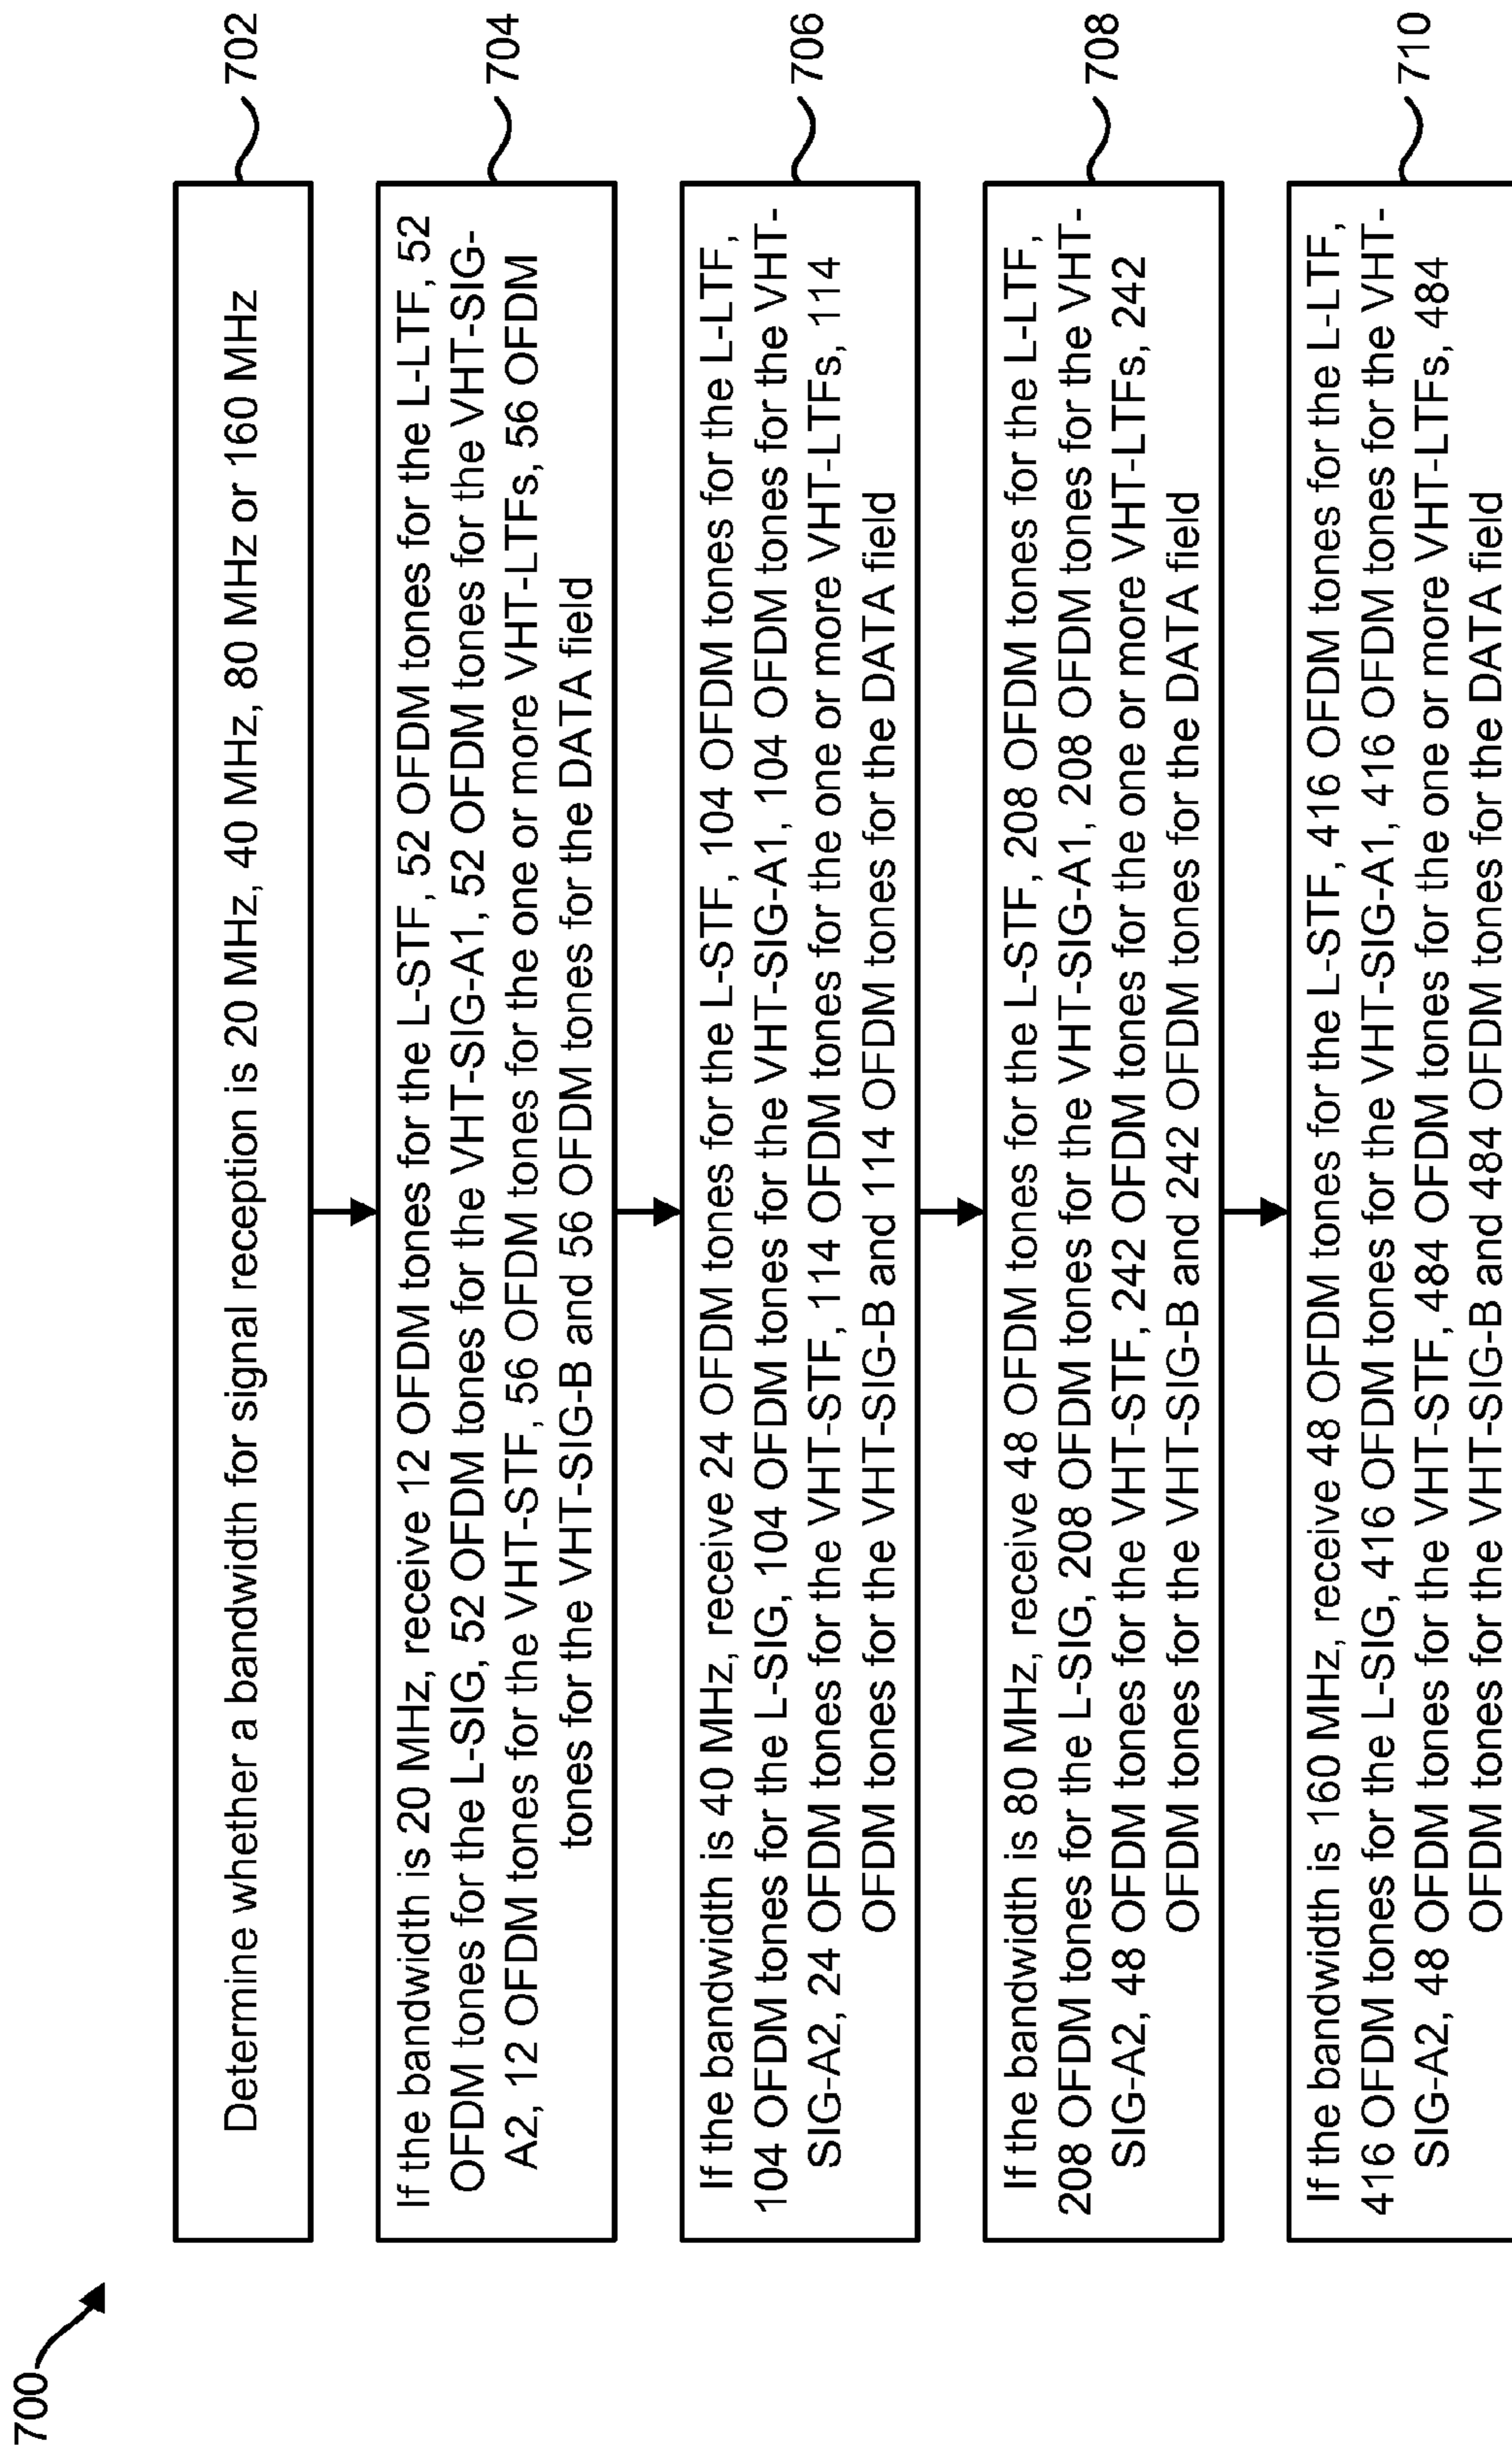 700
Determine whether a bandwidth for signal reception is 20 MHz, 40 MHz, 80 MHz or 160 MHz
702
If the bandwidth is 20 MHz, receive 12 OFDM tones for the L-STF, 52 OFDM tones for the L-LTF, 52
OFDM tones for the L-SIG, 52 OFDM tones for the VHT-SIG-A1, 52 OFDM tones for the VHT-SIG-
A2, 12 OFDM tones for the VHT-STF, 56 OFDM tones for the one or more VHT-LTFs, 56 OFDM
tones for the VHT-SIG-B and 56 OFDM tones for the DATA field
704
If the bandwidth is 40 MHz, receive 24 OFDM tones for the L-STF, 104 OFDM tones for the L-LTF,
104 OFDM tones for the L-SIG, 104 OFDM tones for the VHT-SIG-A1, 104 OFDM tones for the VHT-
SIG-A2, 24 OFDM tones for the VHT-STF, 114 OFDM tones for the one or more VHT-LTFs, 114
OFDM tones for the VHT-SIG-B and 114 OFDM tones for the DATA field
706
If the bandwidth is 80 MHz, receive 48 OFDM tones for the L-STF, 208 OFDM tones for the L-LTF,
208 OFDM tones for the L-SIG, 208 OFDM tones for the VHT-SIG-A1, 208 OFDM tones for the VHT-
SIG-A2, 48 OFDM tones for the VHT-STF, 242 OFDM tones for the one or more VHT-LTFs, 242
OFDM tones for the VHT-SIG-B and 242 OFDM tones for the DATA field
708
If the bandwidth is 160 MHz, receive 48 OFDM tones for the L-STF, 416 OFDM tones for the L-LTF,
416 OFDM tones for the L-SIG, 416 OFDM tones for the VHT-SIG-A1, 416 OFDM tones for the VHT-
SIG-A2, 48 OFDM tones for the VHT-STF, 484 OFDM tones for the one or more VHT-LTFs, 484
OFDM tones for the VHT-SIG-B and 484 OFDM tones for the DATA field
710